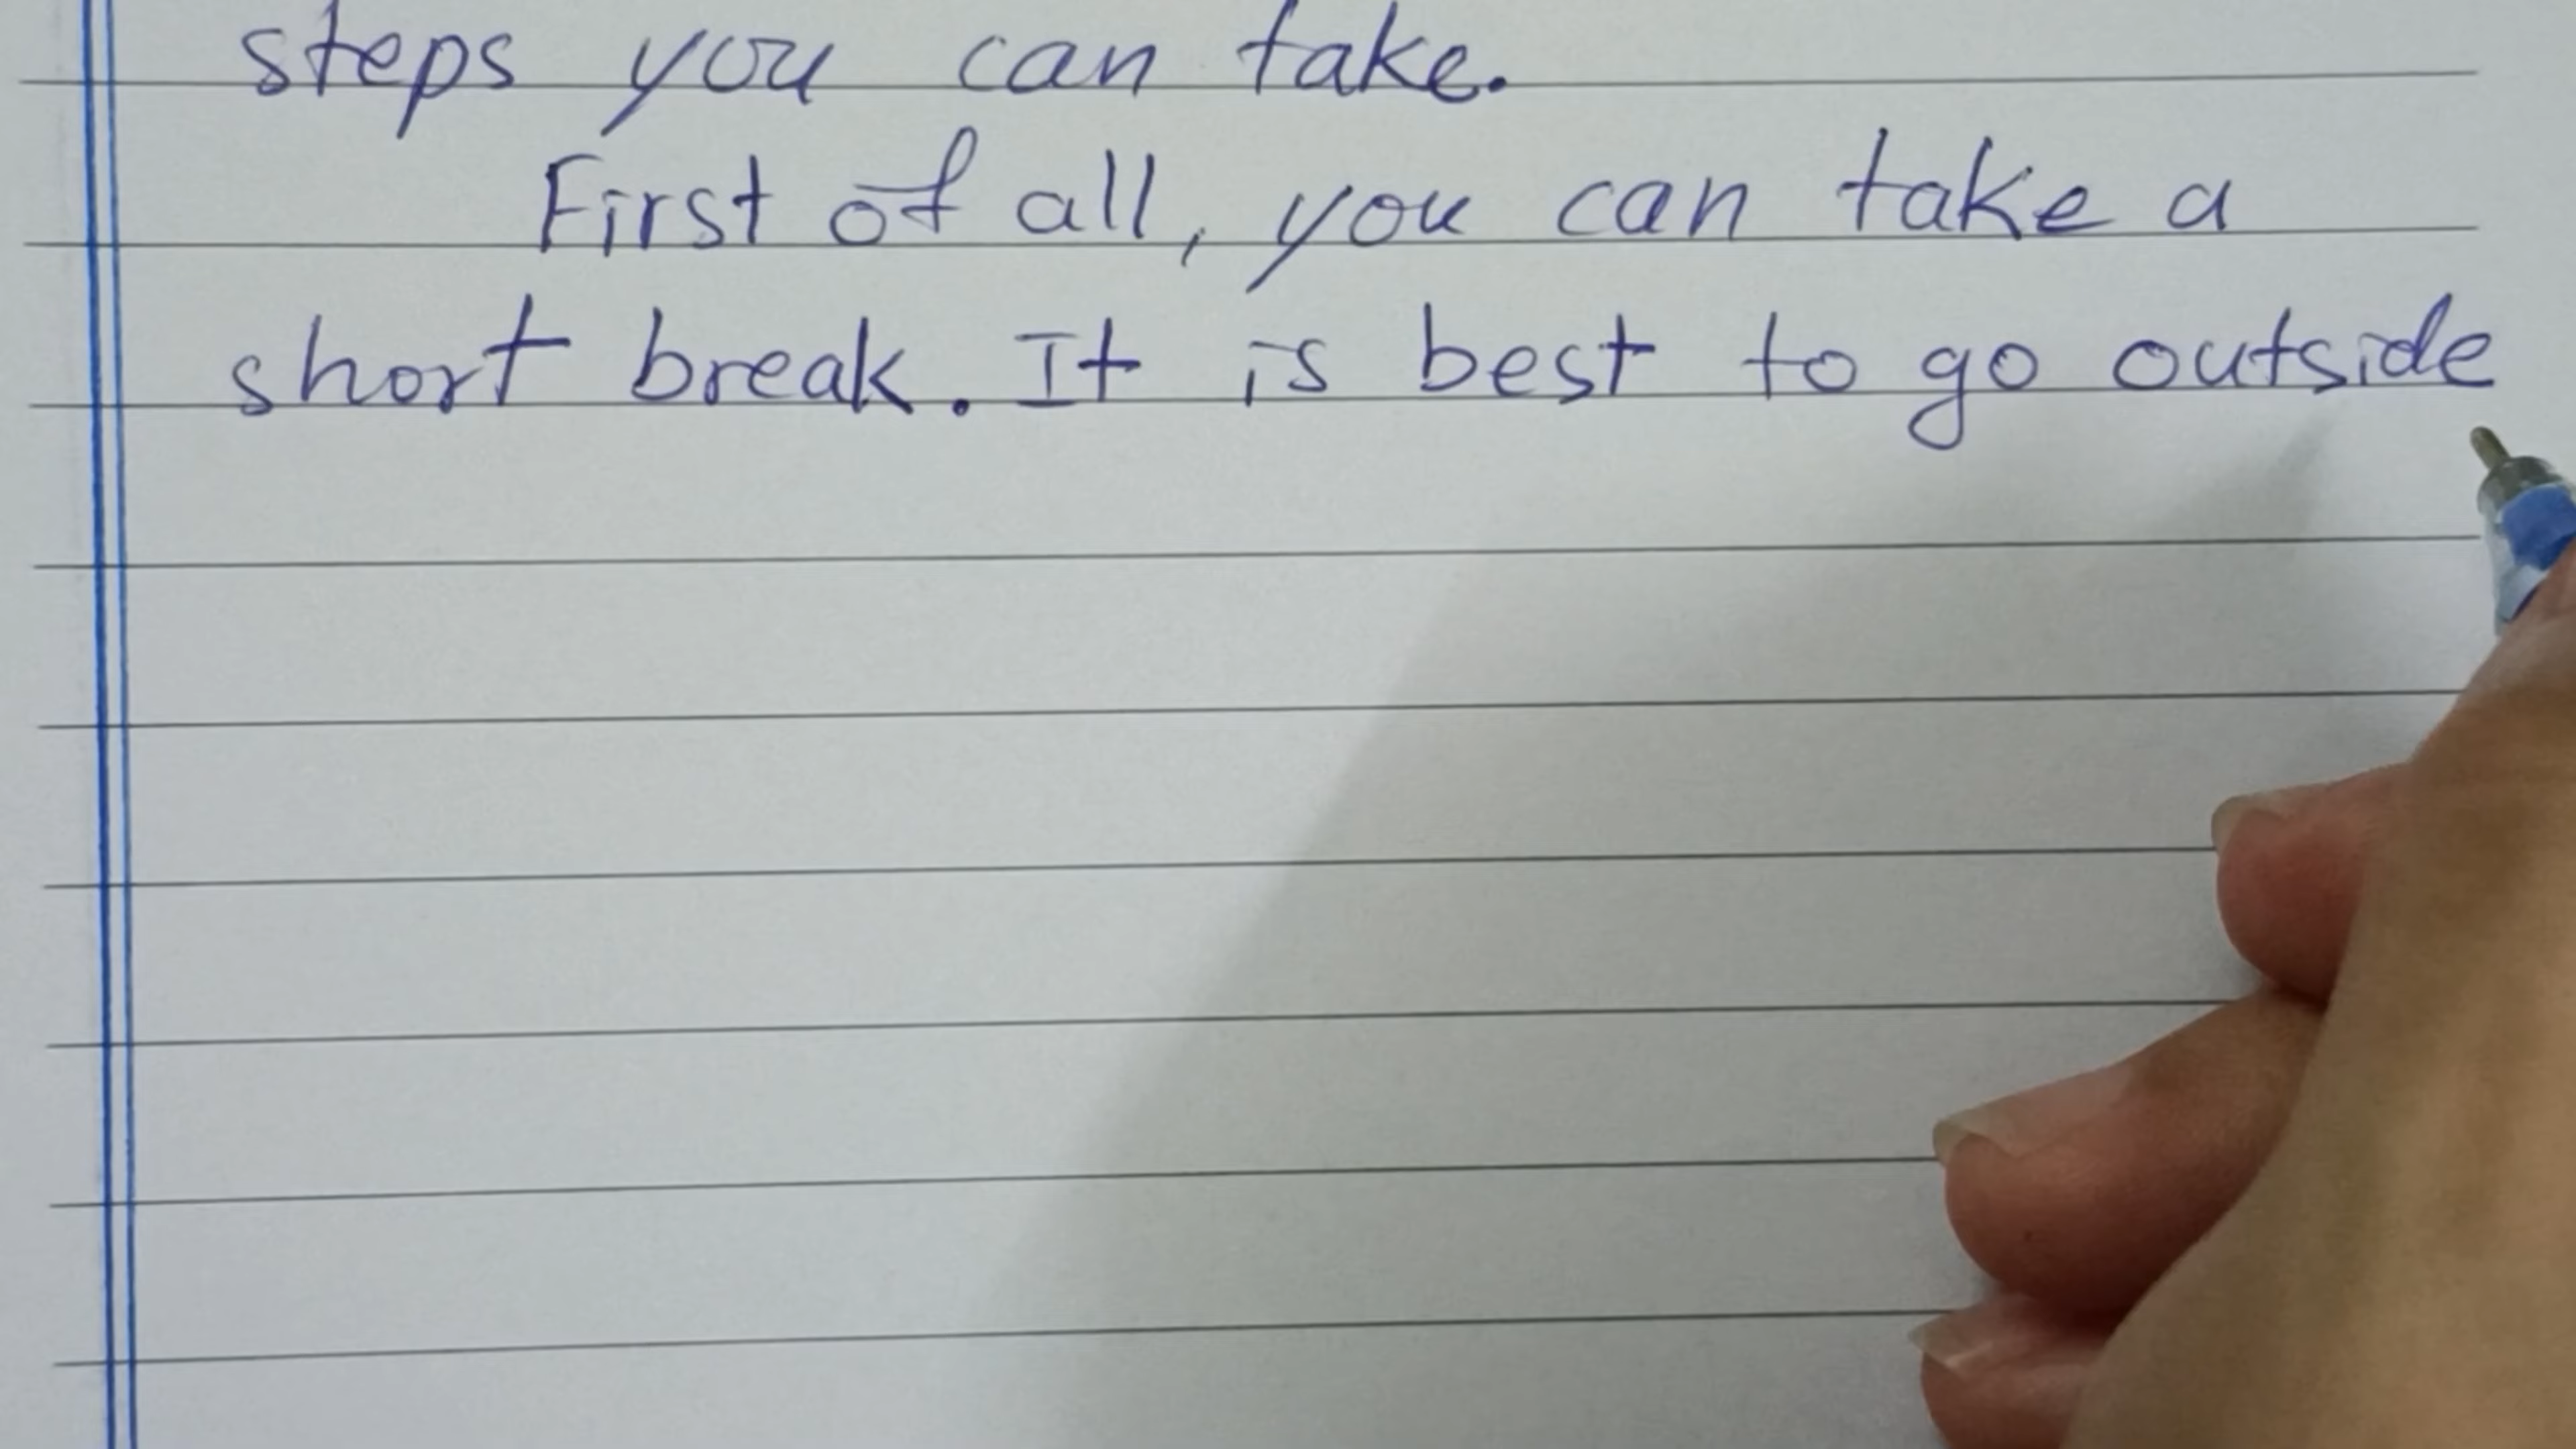 steps you can take.
First of all, you can take a
short break. It is best to go outside